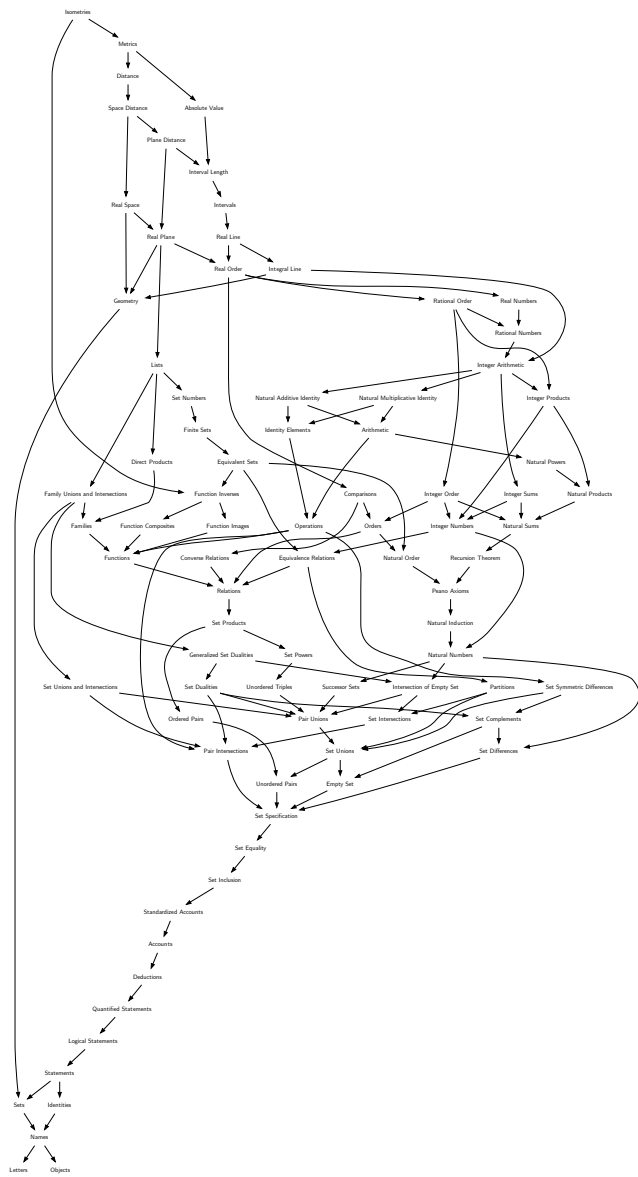 Isometries
Metrics
Distance
Space Distance Absolute Value
Plane Distance
Interval Length
Real Space Intervals
Real Plane Real Line
Real Order Integral Line
Geometry Rational Order Real Numbers
Rational Numbers
Lists Integer Arithmetic
Set Numbers Natural Additive Identity Natural Multiplicative Identity Integer Products
Finite Sets Identity Elements Arithmetic
Direct Products Equivalent Sets Natural Powers
Family Unions and Intersections Function Inverses Comparisons Integer Order Integer Sums Natural Products
Families Function Composites Function Images Operations Orders Integer Numbers Natural Sums
Functions Converse Relations Equivalence Relations Natural Order Recursion Theorem
Relations Peano Axioms
Set Products Natural Induction
Generalized Set Dualities Set Powers Natural Numbers
Set Unions and Intersections Set Dualities Unordered Triples Successor Sets Intersection of Empty Set Partitions Set Symmetric Differences
Ordered Pairs Pair Unions Set Intersections Set Complements
Pair Intersections Set Unions Set Differences
Unordered Pairs Empty Set
Set Specification
Set Equality
Set Inclusion
Standardized Accounts
Accounts
Deductions
Quantified Statements
Logical Statements
Statements
Sets Identities
Names
Letters Objects